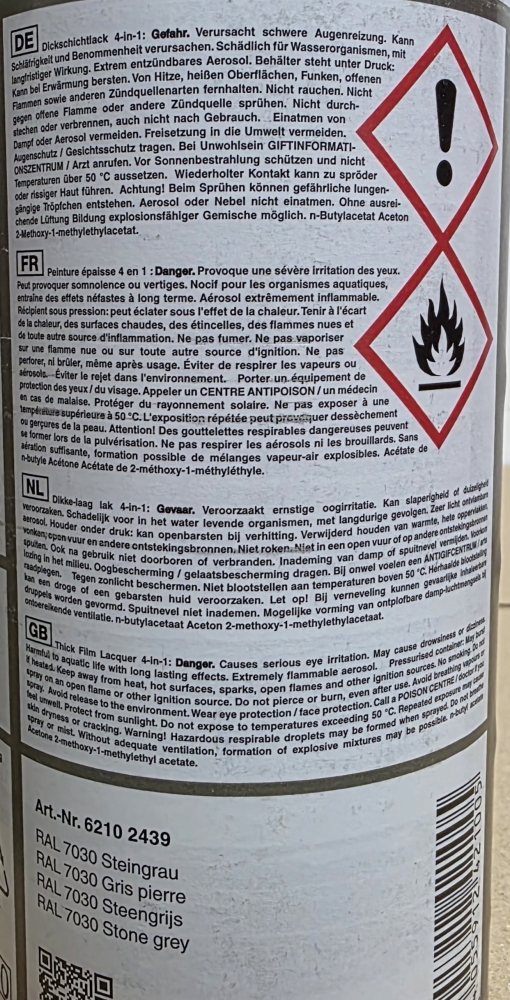 DE Dickschichtlack 4-in-1: Gefahr. Verursacht schwere Augenreizung. Kann
Schläfrigkeit und Benommenheit verursachen. Schädlich für Wasserorganismen, mit
langfristiger Wirkung. Extrem entzündbares Aerosol. Behälter steht unter Druck:
Kann bei Erwärmung bersten. Von Hitze, heißen Oberflächen, Funken, offenen
Flammen sowie anderen Zündquellenarten fernhalten. Nicht rauchen. Nicht
gegen offene Flamme oder andere Zündquelle sprühen. Nicht durch-
stechen oder verbrennen, auch nicht nach Gebrauch. Einatmen von
Dampf oder Aerosol vermeiden. Freisetzung in die Umwelt vermeiden.
Augenschutz / Gesichtsschutz tragen. Bei Unwohlsein GIFTINFORMATI-
ONSZENTRUM / Arzt anrufen. Vor Sonnenbestrahlung schützen und nicht
Temperaturen über 50 °C aussetzen. Wiederholter Kontakt kann zu spröder
oder rissiger Haut führen. Achtung! Beim Sprühen können gefährliche lungen-
gängige Tröpfchen entstehen. Aerosol oder Nebel nicht einatmen. Ohne ausrei-
chende Lüftung Bildung explosionsfähiger Gemische möglich. n-Butylacetat Aceton
2-Methoxy-1-methylethylacetat.
FR Peinture épaisse 4 en 1 : Danger. Provoque une sévère irritation des yeux.
Peut provoquer somnolence ou vertiges. Nocif pour les organismes aquatiques,
entraîne des effets néfastes à long terme. Aérosol extrêmement inflammable.
Récipient sous pression: peut éclater sous l'effet de la chaleur. Tenir à l'écart
de la chaleur, des surfaces chaudes, des étincelles, des flammes nues et
de toute autre source d'inflammation. Ne pas fumer. Ne pas vaporiser
sur une flamme nue ou sur toute autre source d'ignition. Ne pas
perforer, ni brûler, même après usage. Éviter de respirer les vapeurs ou
aérosols. Éviter le rejet dans l'environnement. Porter un équipement de
protection des yeux / du visage. Appeler un CENTRE ANTIPOISON / un médecin
en cas de malaise. Protéger du rayonnement solaire. Ne pas exposer à une
température supérieure à 50 °C. L'exposition répétée peut provoquer dessèchement
ou gerçures de la peau. Attention! Des gouttelettes respirables dangereuses peuvent
se former lors de la pulvérisation. Ne pas respirer les aérosols ni les brouillards. Sans
aération suffisante, formation possible de mélanges vapeur-air explosibles. Acétate de
n-butyle Acétone Acétate de 2-méthoxy-1-méthyléthyle.
NL Dikke-laag lak 4-in-1: Gevaar. Veroorzaakt ernstige oogirritatie. Kan slaperigheid of duizeligheid
veroorzaken. Schadelijk voor in het water levende organismen, met langdurige gevolgen. Zeer licht ontvlambare
aerosol. Houder onder druk: kan openbarsten bij verhitting. Verwijderd houden van warmte, hete oppervlakken,
vonken, open vuur en andere ontstekingsbronnen. Niet roken. Niet in een open vuur of op andere ontstekingsbronnen
spuiten. Ook na gebruik niet doorboren of verbranden. Inademing van damp of spuitnevel vermijden. Voorkom
lozing in het milieu. Oogbescherming / gelaatsbescherming dragen. Bij onwel voelen een ANTIGIFCENTRUM / arts
raadplegen. Tegen zonlicht beschermen. Niet blootstellen aan temperaturen boven 50 °C. Herhaalde blootstelling
kan een droge of een gebarsten huid veroorzaken. Let op! Bij verneveling kunnen gevaarlijke inhaleerbare
druppels worden gevormd. Spuitnevel niet inademen. Mogelijke vorming van ontplofbare damp-luchtmengsels bij
ontoereikende ventilatie. n-butylacetaat Aceton 2-methoxy-1-methylethylacetaat.
GB Thick Film Lacquer 4-in-1: Danger. Causes serious eye irritation. May cause drowsiness or dizziness.
Harmful to aquatic life with long lasting effects. Extremely flammable aerosol. Pressurised container: May burst
if heated. Keep away from heat, hot surfaces, sparks, open flames and other ignition sources. No smoking. Do not
spray on an open flame or other ignition source. Do not pierce or burn, even after use. Avoid breathing vapours or
spray. Avoid release to the environment. Wear eye protection / face protection. Call a POISON CENTRE / doctor if you
feel unwell. Protect from sunlight. Do not expose to temperatures exceeding 50 °C. Repeated exposure may cause
skin dryness or cracking. Warning! Hazardous respirable droplets may be formed when sprayed. Do not breathe
spray or mist. Without adequate ventilation, formation of explosive mixtures may be possible. n-butyl acetate
Acetone 2-methoxy-1-methylethyl acetate.
Art.-Nr. 6210 2439
RAL 7030 Steingrau
RAL 7030 Gris pierre
RAL 7030 Steengrijs
RAL 7030 Stone grey